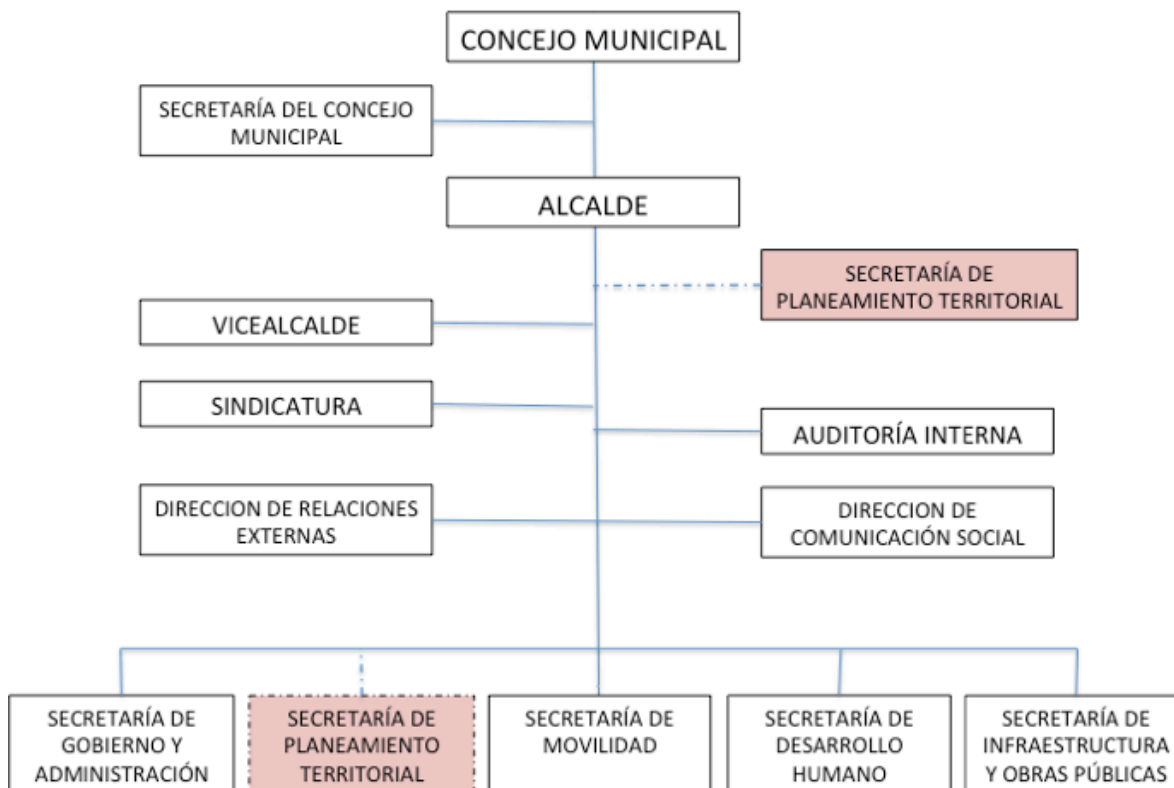 CONCEJO MUNICIPAL
SECRETARÍA DEL CONCEJO
MUNICIPAL
ALCALDE
SECRETARÍA DE
PLANEAMIENTO TERRITORIAL
VICEALCALDE
SINDICATURA
AUDITORÍA INTERNA
DIRECCION DE RELACIONES
EXTERNAS
DIRECCION DE
COMUNICACIÓN SOCIAL
SECRETARÍA DE
GOBIERNO Y
ADMINISTRACIÓN
SECRETARÍA DE
PLANEAMIENTO
TERRITORIAL
SECRETARÍA DE
MOVILIDAD
SECRETARÍA DE
DESARROLLO
HUMANO
SECRETARÍA DE
INFRAESTRUCTURA
Y OBRAS PÚBLICAS